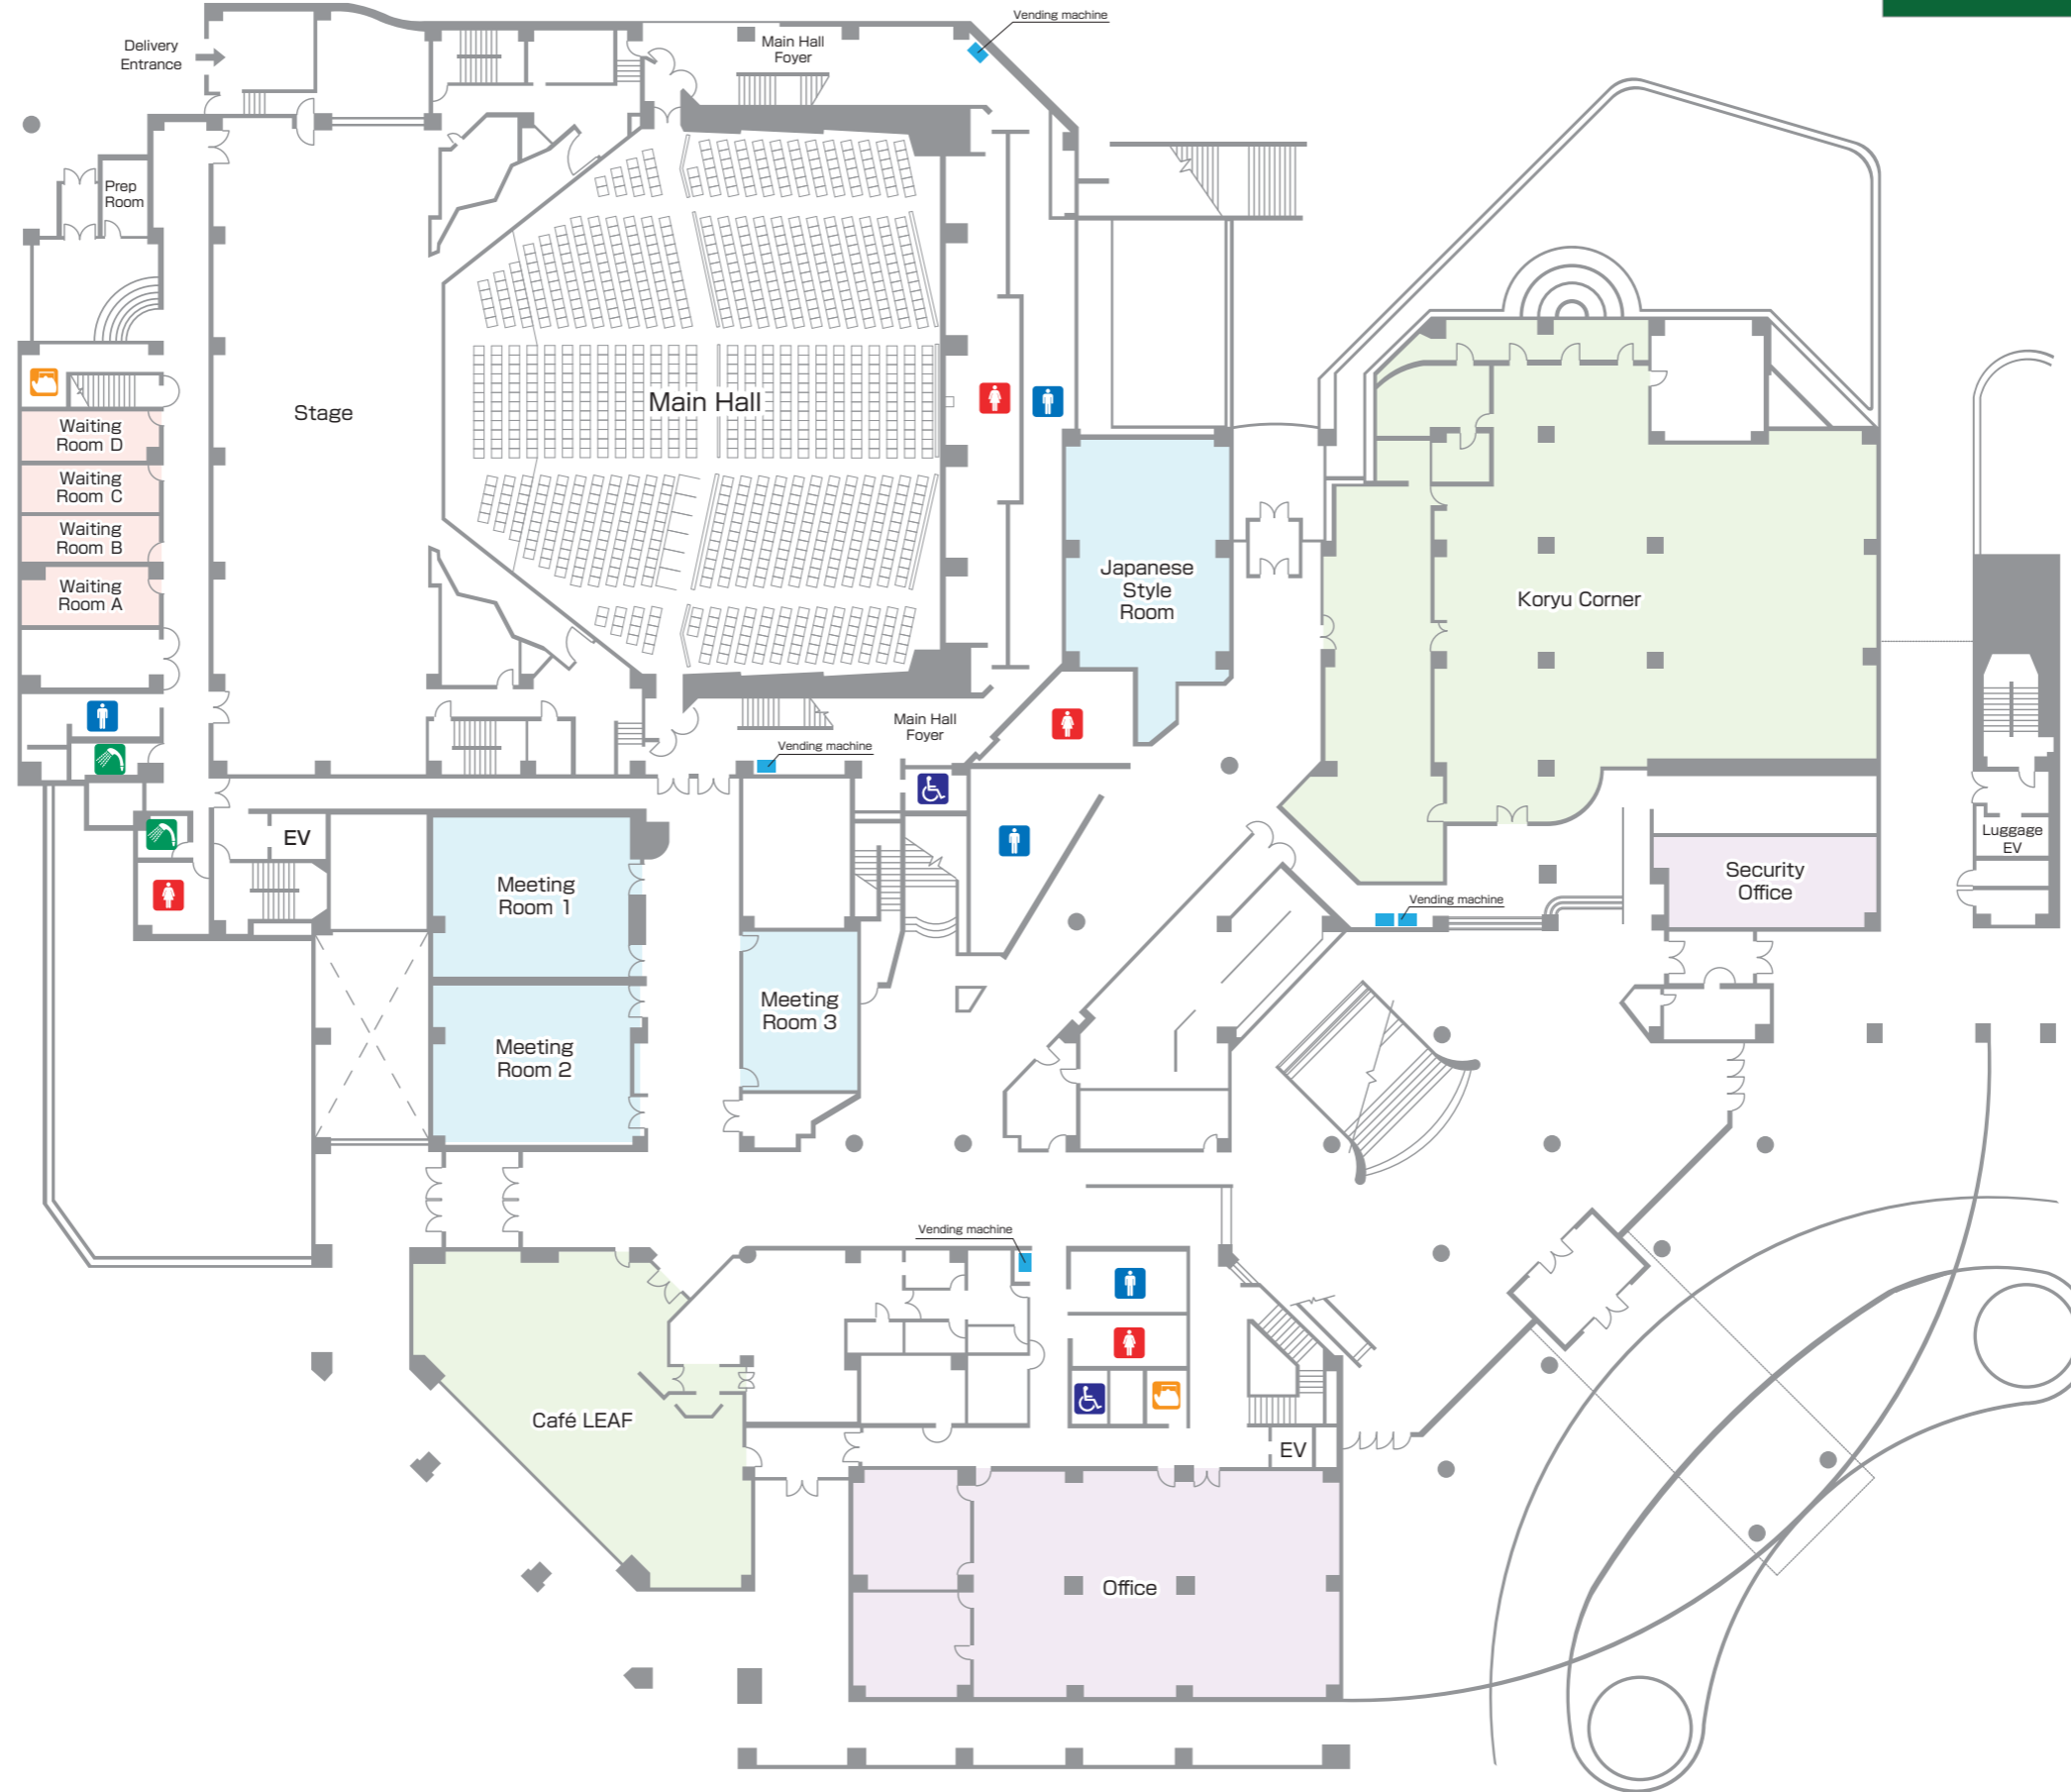 Vending machine
Delivery
Entrance
Main Hall
Foyer
Prep
Room
Stage
Main Hall
Waiting
Room D
Waiting
Room C
Waiting
Room B
Waiting
Room A
Japanese
Style
Room
Koryu Corner
Main Hall
Foyer
Vending machine
EV
Luggage
EV
Meeting
Room 1
Security
Office
Vending machine
Meeting
Room 3
Meeting
Room 2
Vending machine
Café LEAF
EV
Office